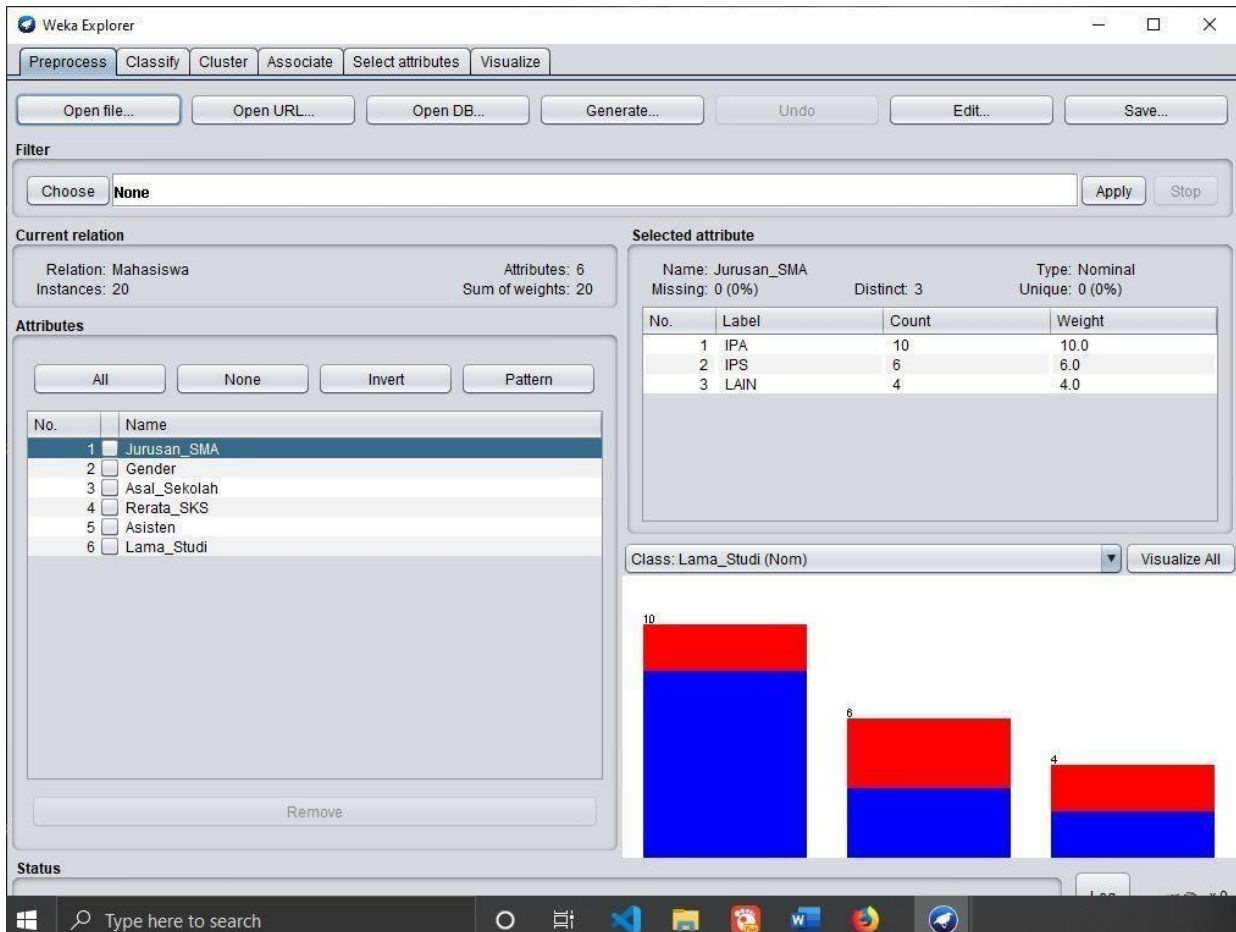 Weka Explorer
Preprocess Classify Cluster Associate Select attributes Visualize
Open file... Open URL... Open DB... Generate... Undo Edit... Save...
Filter
Choose None Apply Stop
Current relation
Relation: Mahasiswa Attributes: 6
Instances: 20 Sum of weights: 20
Attributes
All None Invert Pattern
No. Name
1 Jurusan_SMA
2 Gender
3 Asal_Sekolah
4 Rerata_SKS
5 Asisten
6 Lama_Studi
Remove
Selected attribute
Name: Jurusan_SMA Type: Nominal
Missing: 0 (0%) Distinct: 3 Unique: 0 (0%)
No. Label Count Weight
1 IPA 10 10.0
2 IPS 6 6.0
3 LAIN 4 4.0
Class: Lama_Studi (Nom) Visualize All
10
6
4
Status
Type here to search